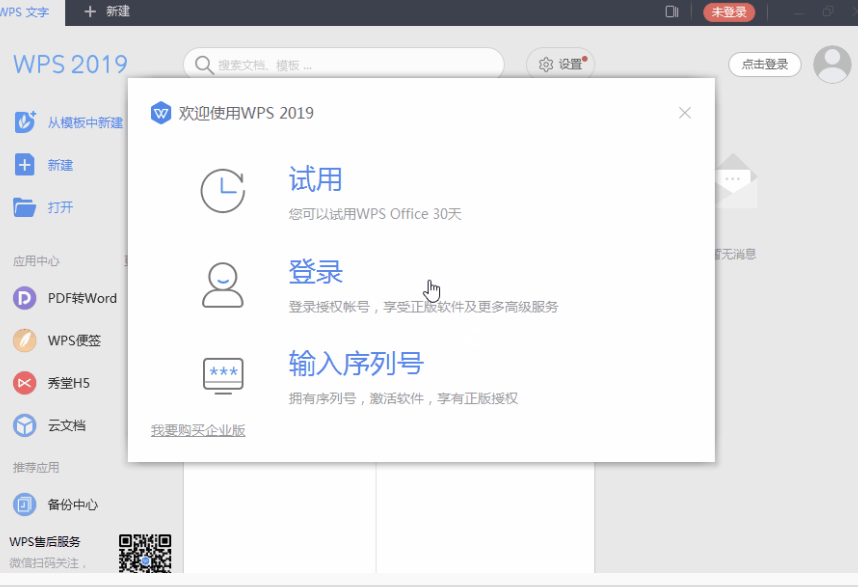 WPS 文字
新建
未登录
WPS 2019
搜索文档、模板 ...
设置
点击登录
从模板中新建
新建
打开
应用中心
PDF转Word
WPS便签
秀堂H5
云文档
推荐应用
备份中心
WPS售后服务
微信扫码关注，
欢迎使用WPS 2019
试用
您可以试用WPS Office 30天
登录
登录授权帐号，享受正版软件及更多高级服务
输入序列号
***
拥有序列号，激活软件，享有正版授权
我要购买企业版
暂无消息